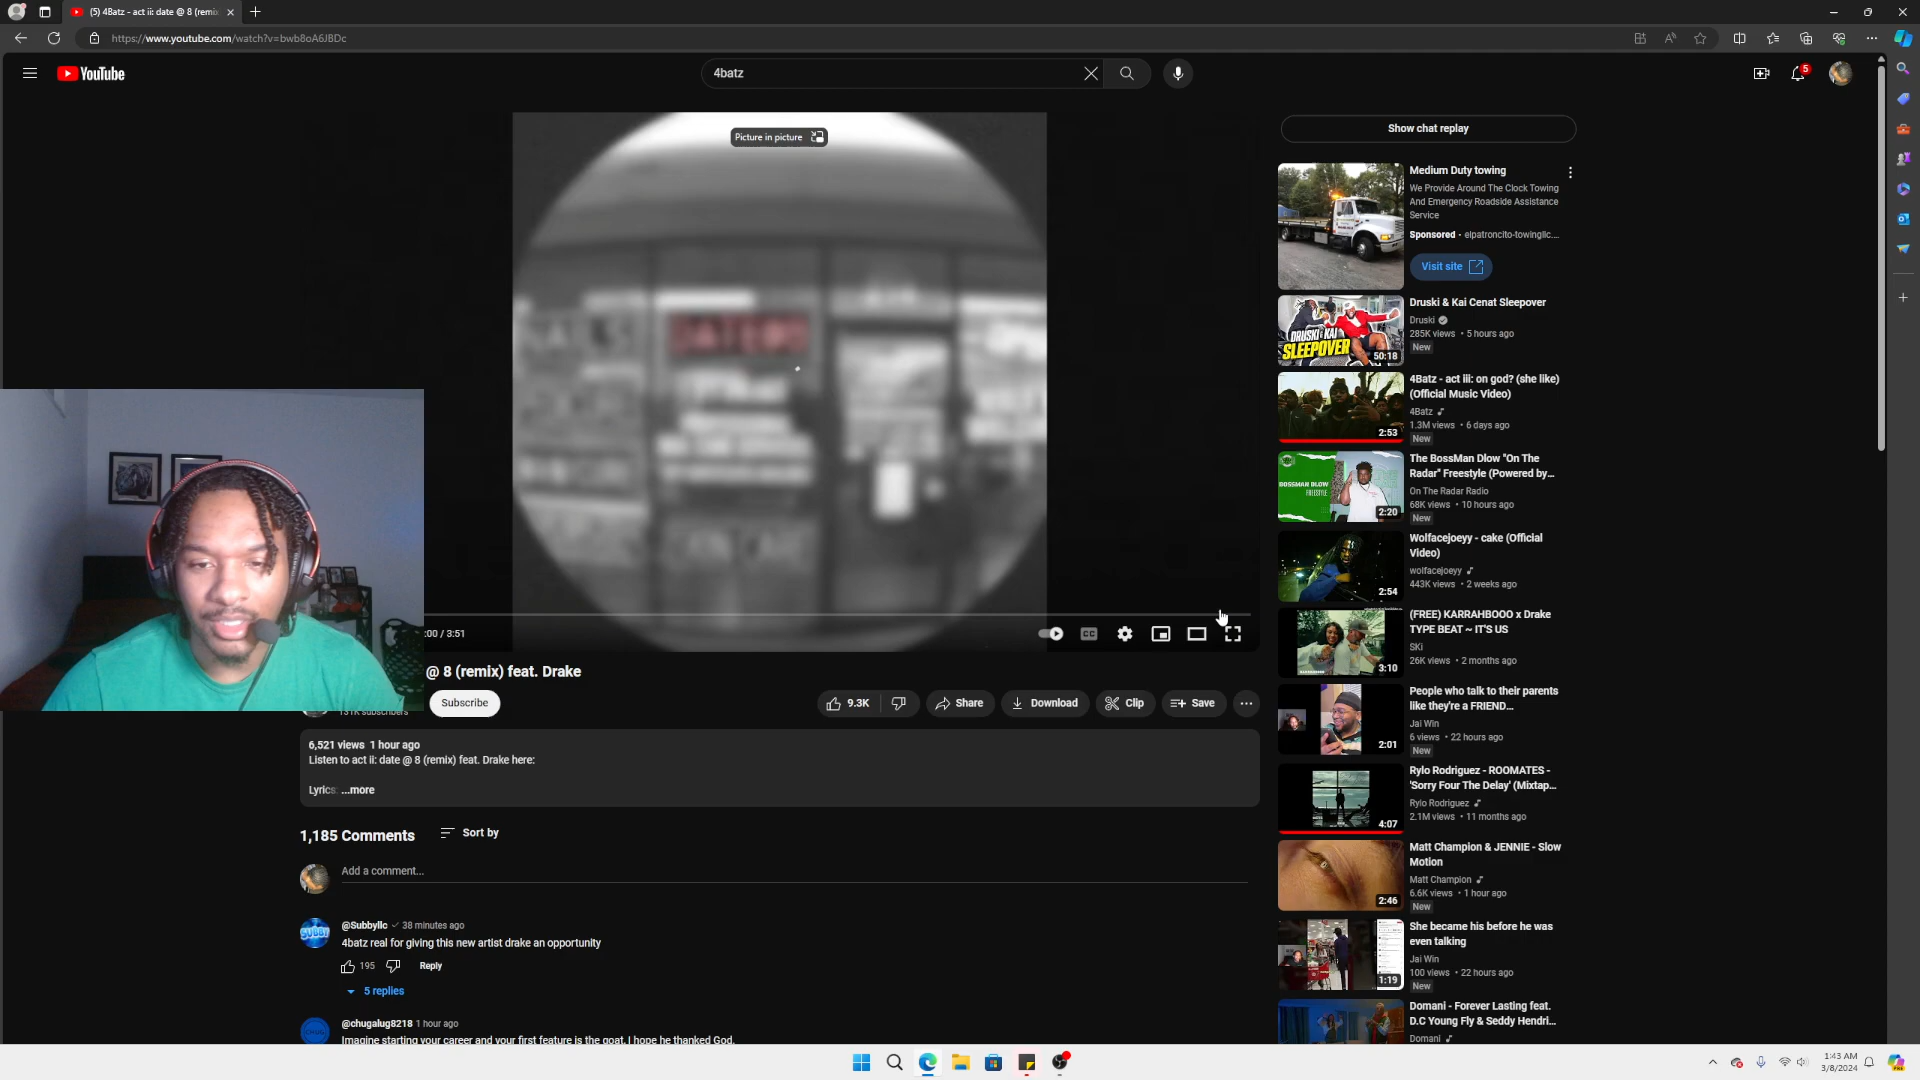 (5) 4Batz - act ii: date @ 8 (remix
https://www.youtube.com/watch?v=bwb8oA6JBDc
YouTube
4batz
5
Picture in picture
DATE@8
:00 / 3:51
CC
@ 8 (remix) feat. Drake
131K subscribers
Subscribe
9.3K
Share
Download
Clip
Save
6,521 views 1 hour ago
Listen to act ii: date @ 8 (remix) feat. Drake here:
Lyrics: ...more
1,185 Comments
Sort by
Add a comment...
SUBBY
@Subbyllc 38 minutes ago
4batz real for giving this new artist drake an opportunity
195
Reply
5 replies
@chugalug8218 1 hour ago
Imagine starting your career and your first feature is the goat. I hope he thanked God.
Show chat replay
Medium Duty towing
We Provide Around The Clock Towing
And Emergency Roadside Assistance
Service
Sponsored · elpatroncito-towingllc....
Visit site
DRUSKI & KAI
SLEEPOVER
50:18
Druski & Kai Cenat Sleepover
Druski
285K views • 5 hours ago
New
2:53
4Batz - act iii: on god? (she like)
(Official Music Video)
4Batz
1.3M views • 6 days ago
New
BOSSMAN DLOW
FREESTYLE
2:20
The BossMan Dlow "On The
Radar" Freestyle (Powered by...
On The Radar Radio
68K views • 10 hours ago
New
2:54
Wolfacejoeyy - cake (Official
Video)
wolfacejoeyy
443K views • 2 weeks ago
3:10
(FREE) KARRAHBOOO x Drake
TYPE BEAT ~ IT'S US
SKi
26K views • 2 months ago
2:01
People who talk to their parents
like they're a FRIEND...
Jai Win
6 views • 22 hours ago
New
4:07
Rylo Rodriguez - ROOMATES -
'Sorry Four The Delay' (Mixtap...
Rylo Rodriguez
2.1M views • 11 months ago
2:46
Matt Champion & JENNIE - Slow
Motion
Matt Champion
6.6K views • 1 hour ago
New
1:19
She became his before he was
even talking
Jai Win
100 views • 22 hours ago
New
Domani - Forever Lasting feat.
D.C Young Fly & Seddy Hendri...
Domani
1:43 AM
3/8/2024